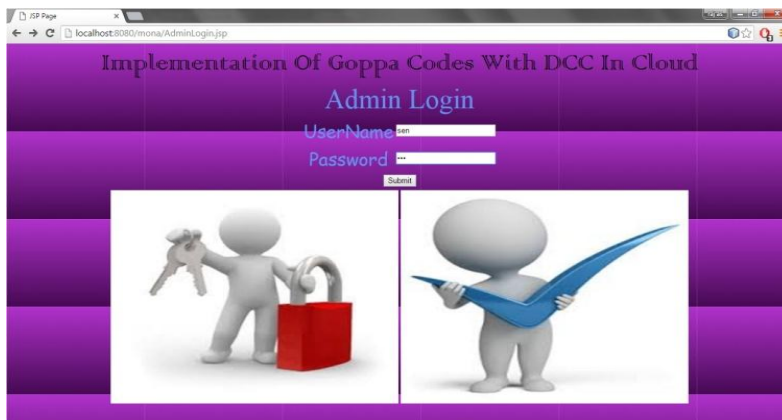 JSP Page
localhost:8080/mona/AdminLogin.jsp
Implementation Of Goppa Codes With DCC In Cloud
Admin Login
UserName sen
Password •••
Submit